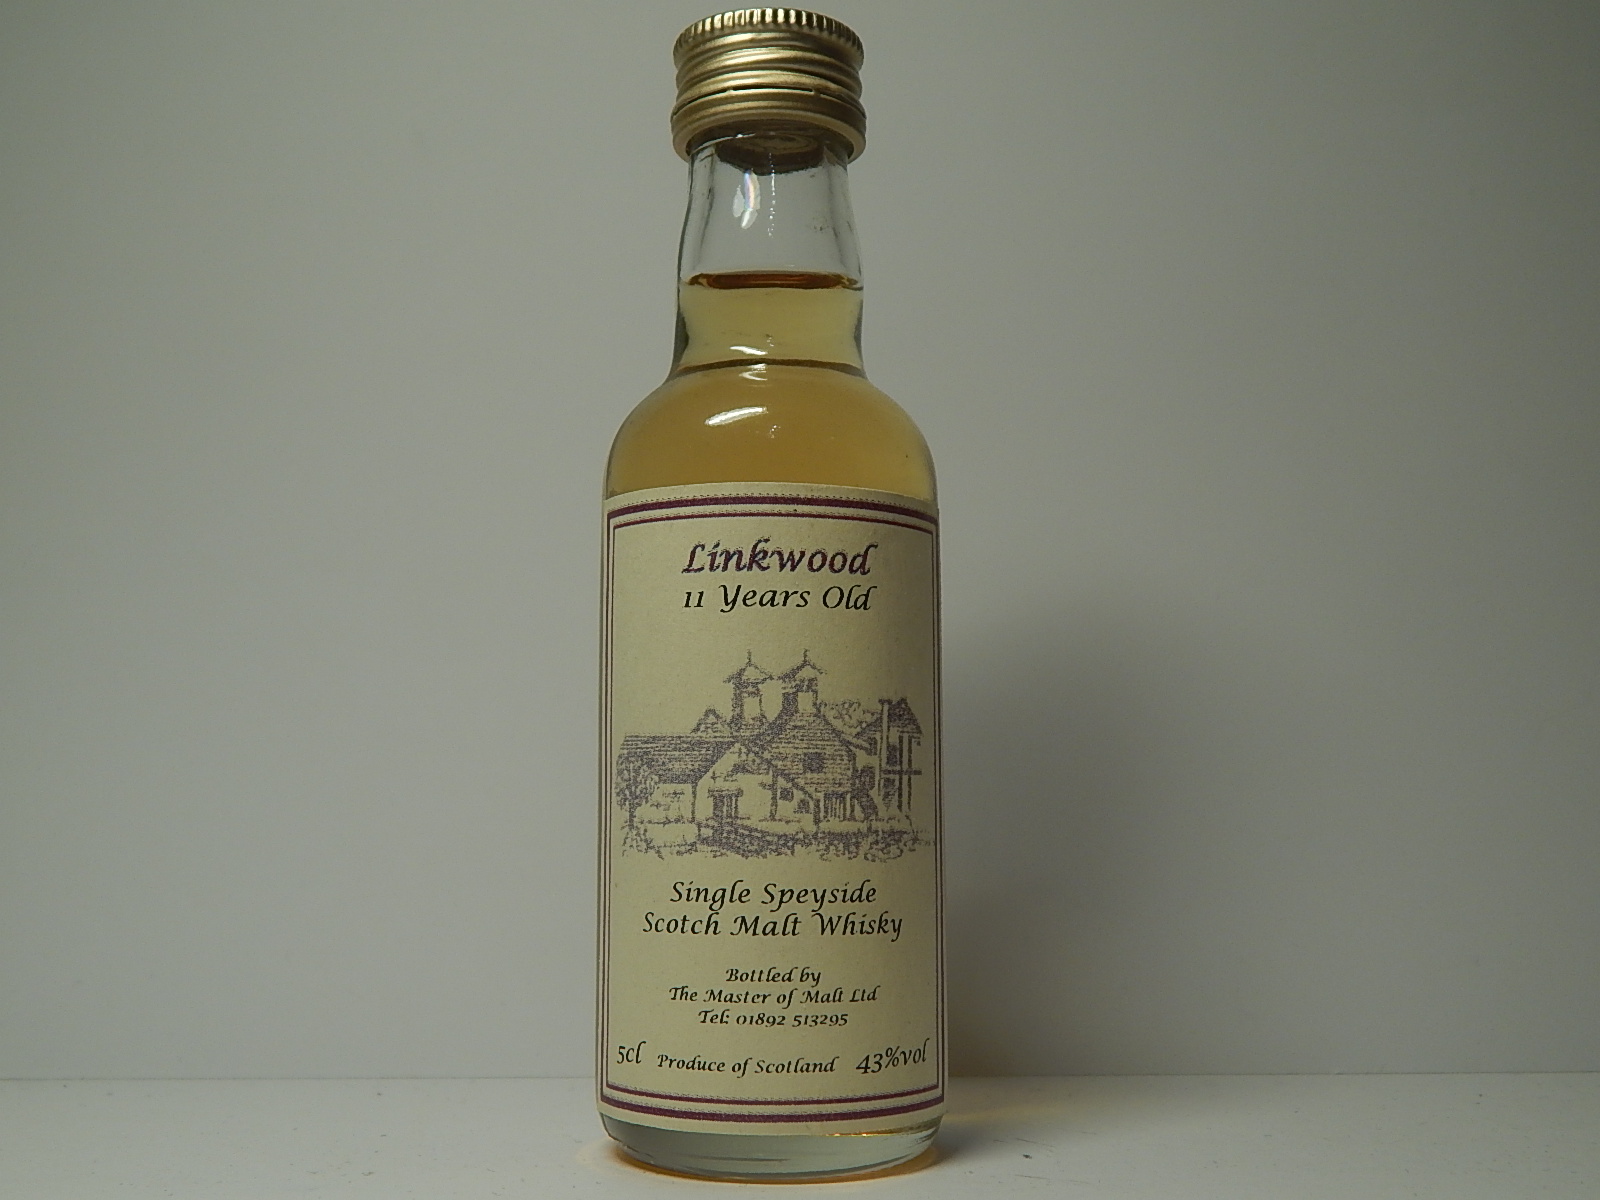 Linkwood
11 Years Old
Single Speyside
Scotch Malt Whisky
Bottled by
The Master of Malt Ltd
Tel: 01892 513295
5cl Produce of Scotland 43%vol